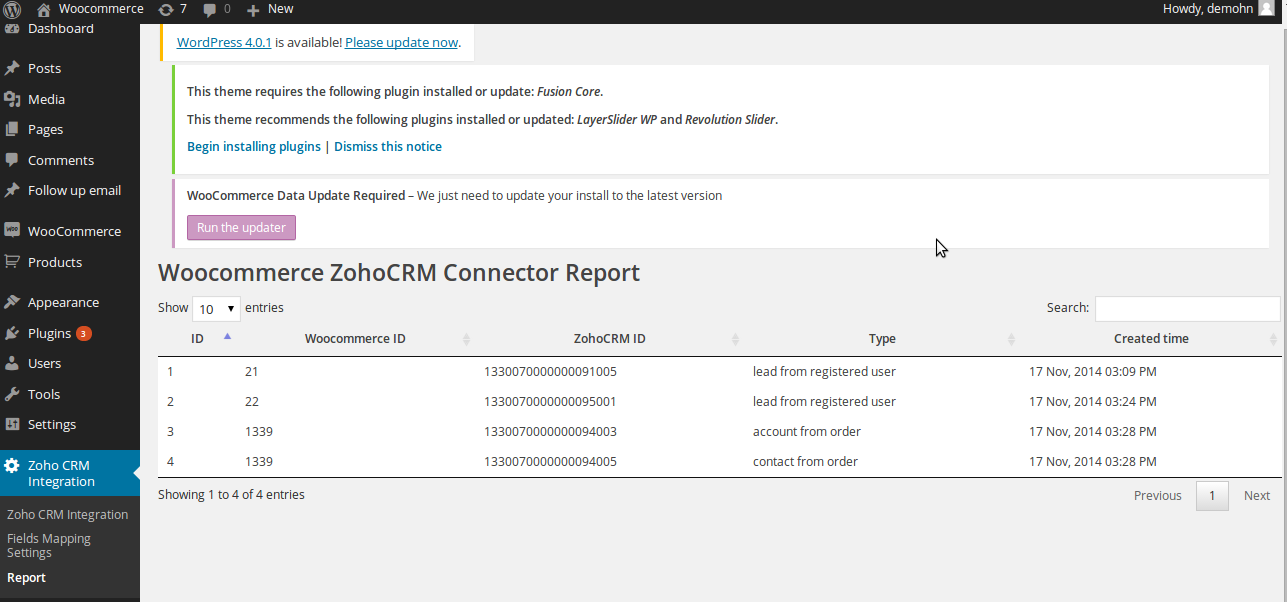 Woocommerce 7 0 New Howdy, demohn
Dashboard
Posts
Media
Pages
Comments
Follow up email
WooCommerce
Products
Appearance
Plugins 3
Users
Tools
Settings
Zoho CRM
Integration
Zoho CRM Integration
Fields Mapping
Settings
Report
WordPress 4.0.1 is available! Please update now.
This theme requires the following plugin installed or update: Fusion Core.
This theme recommends the following plugins installed or updated: LayerSlider WP and Revolution Slider.
Begin installing plugins | Dismiss this notice
WooCommerce Data Update Required – We just need to update your install to the latest version
Run the updater
Woocommerce ZohoCRM Connector Report
Show 10 entries Search:
ID Woocommerce ID ZohoCRM ID Type Created time
1 21 1330070000000091005 lead from registered user 17 Nov, 2014 03:09 PM
2 22 1330070000000095001 lead from registered user 17 Nov, 2014 03:24 PM
3 1339 1330070000000094003 account from order 17 Nov, 2014 03:28 PM
4 1339 1330070000000094005 contact from order 17 Nov, 2014 03:28 PM
Showing 1 to 4 of 4 entries Previous 1 Next